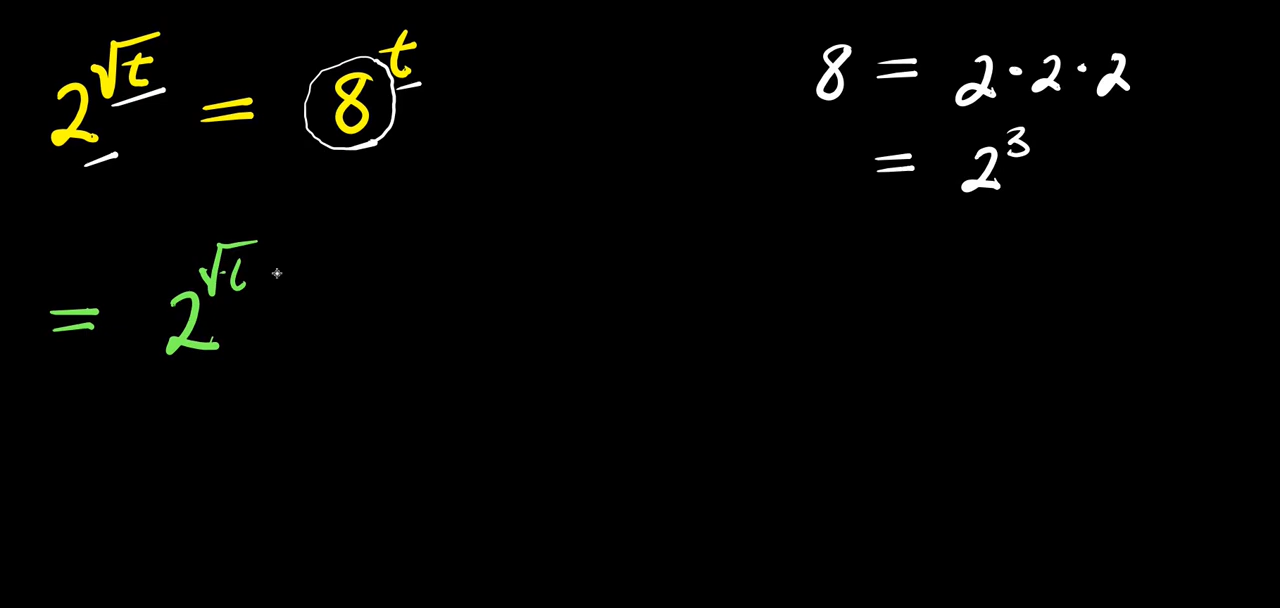 2^√t = 8^t
8 = 2·2·2
= 2^3
= 2^√